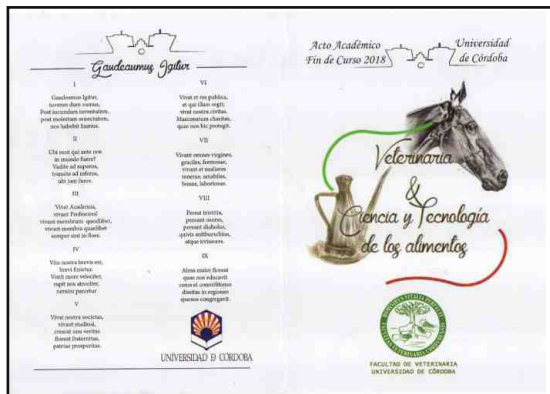 Gaudeamus Igitur
I
Gaudeamus Igitur,
iuvenes dum sumus,
Post iucundam iuventutem,
post molestam senectutem,
nos habebit humus.
II
Ubi sunt qui ante nos
in mundo fuere?
Vadite ad superos,
transite ad inferos,
ubi jam fuere.
III
Vivat Academia,
vivant Professores!
vivant membrum quodlibet,
vivant membra quaelibet
semper sint in flore.
IV
Vita nostra brevis est,
brevi finietur.
Venit mors velociter,
rapit nos atrociter,
nemini parcetur
V
Vivat nostra societas,
vivant studiosi,
crescat una veritas
floreat fraternitas,
patriae prosperitas.
VI
Vivat et res publica,
et qui illam regit;
vivat nostra civitas,
Maecenatum charitas,
quae nos hic protegit.
VII
Vivant omnes virgines,
graciles, formosae,
vivant et mulieres
tenerae, amabiles,
bonae, laboriosae.
VIII
Pereat tristitia,
pereant osores,
pereat diabolus,
quivis antiburschius,
atque irrisores.
IX
Alma mater floreat
quae nos educavit
caros et conmilitones
dissitas in regiones
sparsos congregavit.
UNIVERSIDAD Đ CÓRDOBA
Acto Académico
Fin de Curso 2018
Universidad
de Córdoba
Veterinaria
&
Ciencia y Tecnología
de los alimentos
FACULTAD DE VETERINARIA
UNIVERSIDAD DE CÓRDOBA